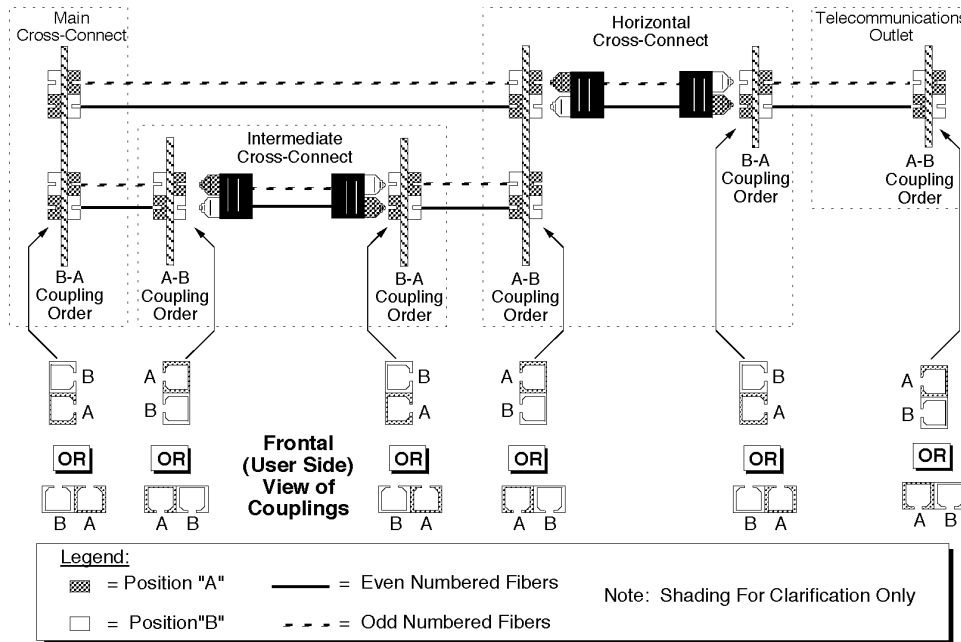 Main
Cross-Connect
Horizontal
Cross-Connect
Telecommunications
Outlet
Intermediate
Cross-Connect
B-A
Coupling
Order
A-B
Coupling
Order
B-A
Coupling
Order
A-B
Coupling
Order
B-A
Coupling
Order
A-B
Coupling
Order
B
A
A
B
B
A
A
B
B
A
A
B
OR
OR
Frontal
(User Side)
View of
Couplings
OR
OR
OR
OR
B A
A B
B A
A B
B A
A B
Legend:
= Position "A"
= Even Numbered Fibers
= Position"B"
= Odd Numbered Fibers
Note: Shading For Clarification Only